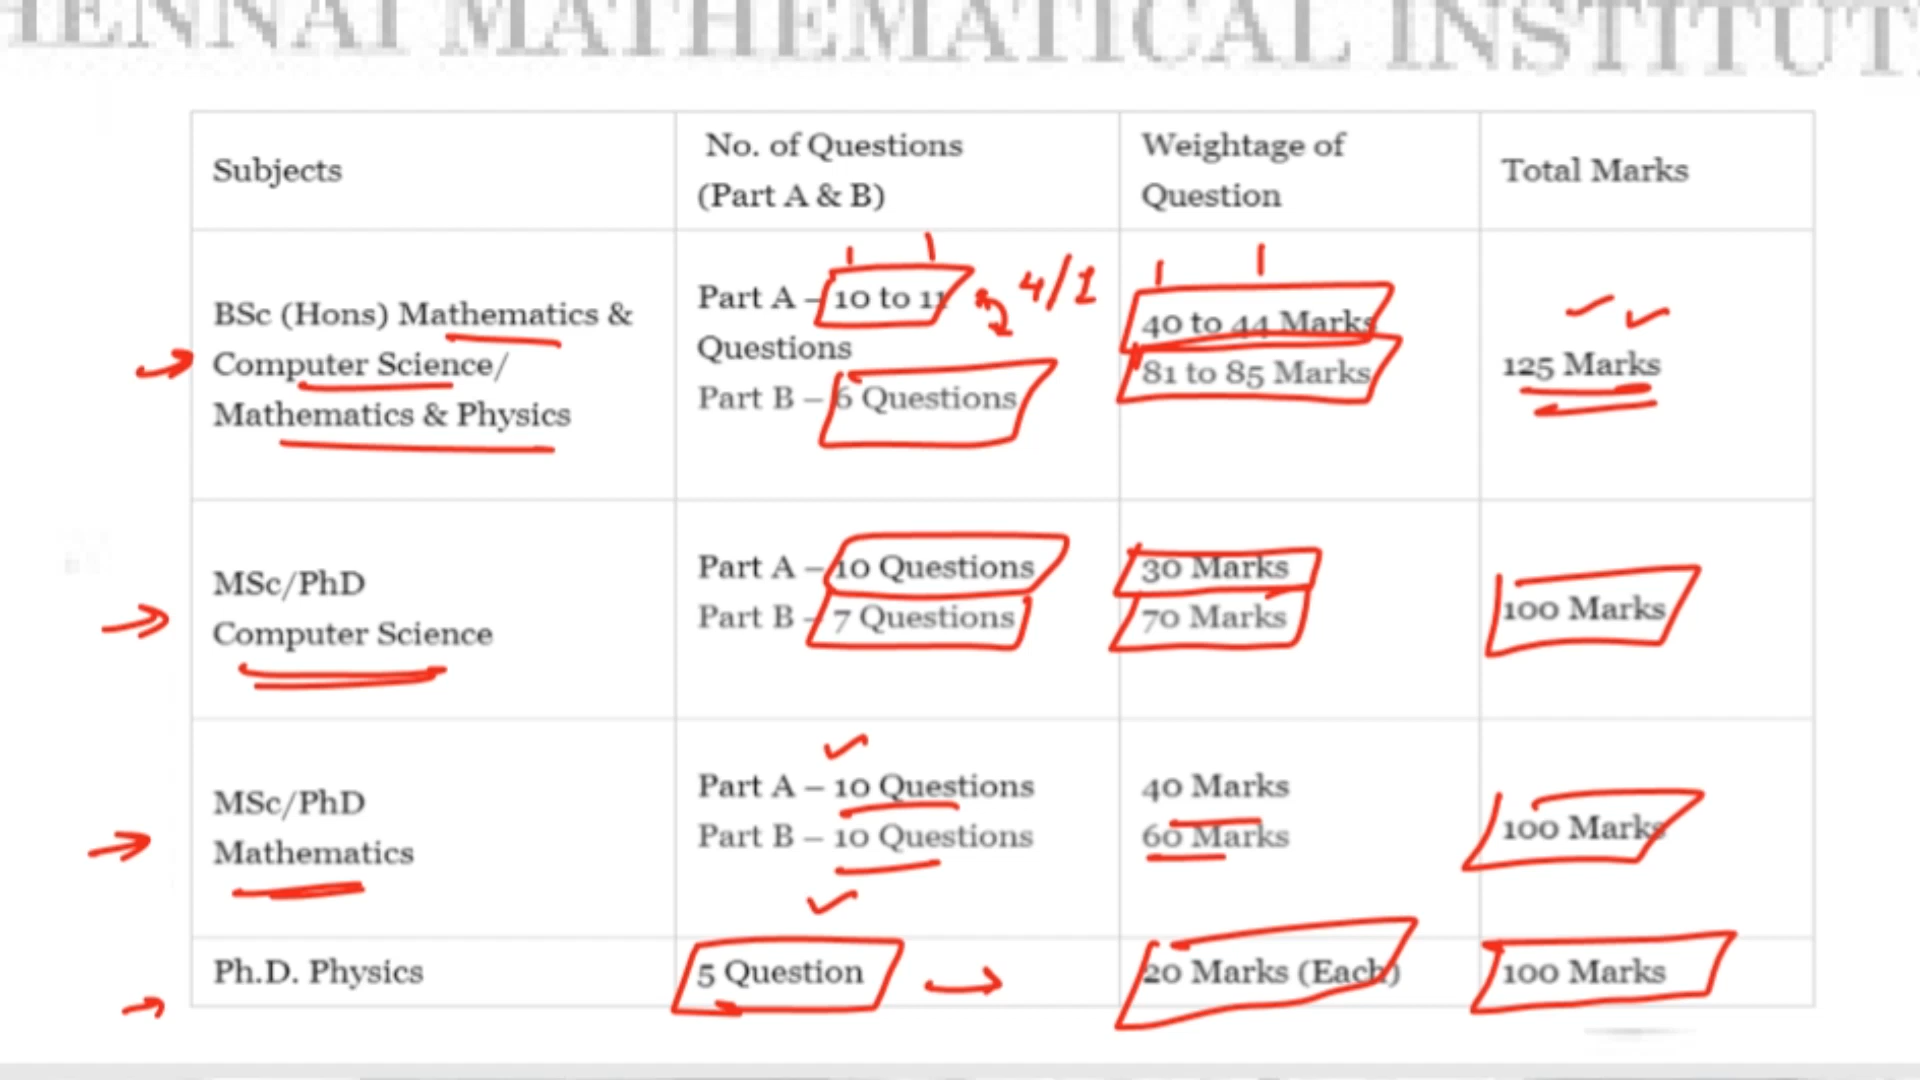 HENNAI MATHEMATICAL INSTITUT
Subjects
No. of Questions
(Part A & B)
Weightage of
Question
Total Marks
BSc (Hons) Mathematics &
Computer Science/
Mathematics & Physics
Part A – 10 to 11
Questions
Part B – 6 Questions
4/1
40 to 44 Marks
81 to 85 Marks
125 Marks
MSc/PhD
Computer Science
Part A – 10 Questions
Part B – 7 Questions
30 Marks
70 Marks
100 Marks
MSc/PhD
Mathematics
Part A – 10 Questions
Part B – 10 Questions
40 Marks
60 Marks
100 Marks
Ph.D. Physics
5 Question
20 Marks (Each)
100 Marks